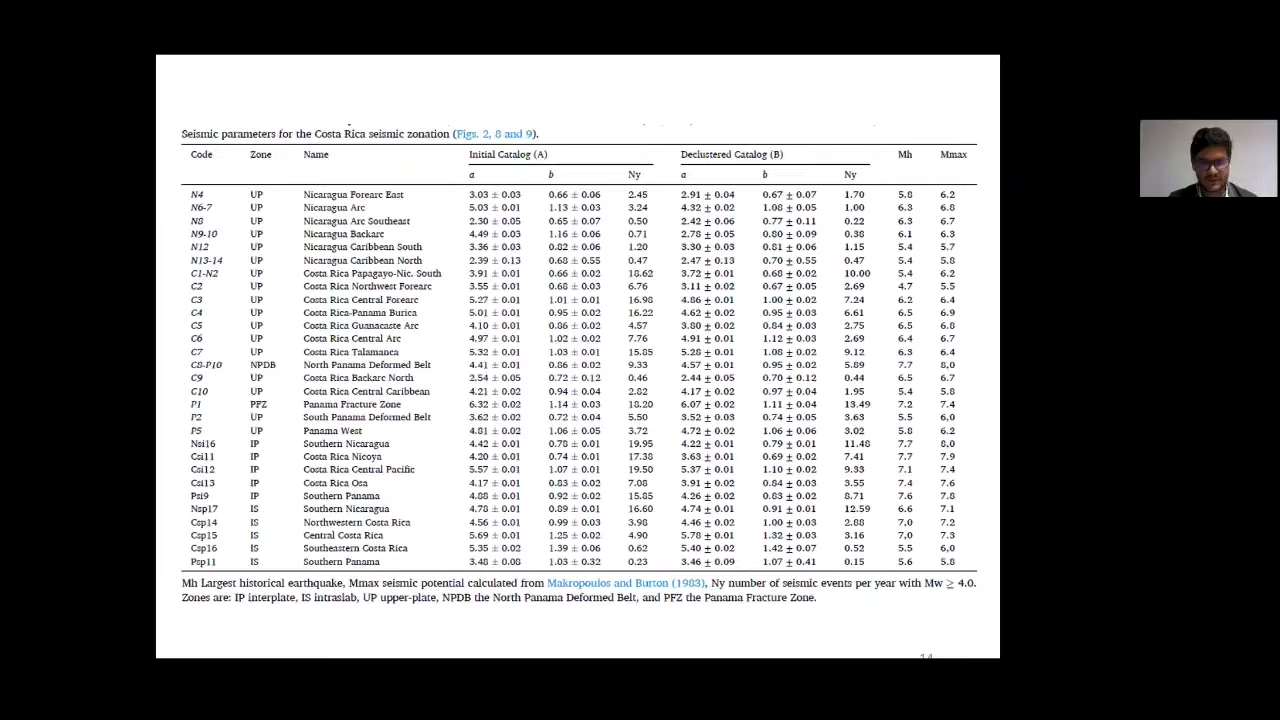 Seismic parameters for the Costa Rica seismic zonation (Figs. 2, 8 and 9).
Code Zone Name Initial Catalog (A) Declustered Catalog (B) Mh Mmax
a b Ny a b Ny
N4 UP Nicaragua Forearc East 3.03 ± 0.03 0.66 ± 0.06 2.45 2.91 ± 0.04 0.67 ± 0.07 1.70 5.8 6.2
N6-7 UP Nicaragua Arc 5.03 ± 0.01 1.13 ± 0.03 3.24 4.32 ± 0.02 1.08 ± 0.05 1.00 6.3 6.8
N8 UP Nicaragua Arc Southeast 2.30 ± 0.05 0.65 ± 0.07 0.50 2.42 ± 0.06 0.77 ± 0.11 0.22 6.3 6.7
N9-10 UP Nicaragua Backarc 4.49 ± 0.03 1.16 ± 0.06 0.71 2.78 ± 0.05 0.80 ± 0.09 0.38 6.1 6.3
N12 UP Nicaragua Caribbean South 3.36 ± 0.03 0.82 ± 0.06 1.20 3.30 ± 0.03 0.81 ± 0.06 1.15 5.4 5.7
N13-14 UP Nicaragua Caribbean North 2.39 ± 0.13 0.68 ± 0.55 0.47 2.47 ± 0.13 0.70 ± 0.55 0.47 5.4 5.8
C1-N2 UP Costa Rica Papagayo-Nic. South 3.91 ± 0.01 0.66 ± 0.02 18.62 3.72 ± 0.01 0.68 ± 0.02 10.00 5.4 6.2
C2 UP Costa Rica Northwest Forearc 3.55 ± 0.01 0.68 ± 0.03 6.76 3.11 ± 0.02 0.67 ± 0.05 2.69 4.7 5.5
C3 UP Costa Rica Central Forearc 5.27 ± 0.01 1.01 ± 0.01 16.98 4.86 ± 0.01 1.00 ± 0.02 7.24 6.2 6.4
C4 UP Costa Rica-Panama Burica 5.01 ± 0.01 0.95 ± 0.02 16.22 4.62 ± 0.02 0.95 ± 0.03 6.61 6.5 6.9
C5 UP Costa Rica Guanacaste Arc 4.10 ± 0.01 0.86 ± 0.02 4.57 3.80 ± 0.02 0.84 ± 0.03 2.75 6.5 6.8
C6 UP Costa Rica Central Arc 4.97 ± 0.01 1.02 ± 0.02 7.76 4.91 ± 0.01 1.12 ± 0.03 2.69 6.4 6.7
C7 UP Costa Rica Talamanca 5.32 ± 0.01 1.03 ± 0.01 15.85 5.28 ± 0.01 1.08 ± 0.02 9.12 6.3 6.4
C8-P10 NPDB North Panama Deformed Belt 4.41 ± 0.01 0.86 ± 0.02 9.33 4.57 ± 0.01 0.95 ± 0.02 5.89 7.7 8,0
C9 UP Costa Rica Backarc North 2.54 ± 0.05 0.72 ± 0.12 0.46 2.44 ± 0.05 0.70 ± 0.12 0.44 6.5 6.7
C10 UP Costa Rica Central Caribbean 4.21 ± 0.02 0.94 ± 0.04 2.82 4.17 ± 0.02 0.97 ± 0.04 1.95 5.4 5.8
P1 PFZ Panama Fracture Zone 6.32 ± 0.02 1.14 ± 0.03 18.20 6.07 ± 0.02 1.11 ± 0.04 13.49 7.2 7.4
P2 UP South Panama Deformed Belt 3.62 ± 0.02 0.72 ± 0.04 5.50 3.52 ± 0.03 0.74 ± 0.05 3.63 5.5 6,0
P5 UP Panama West 4.81 ± 0.02 1.06 ± 0.05 3.72 4.72 ± 0.02 1.06 ± 0.06 3.02 5.8 6.2
Nsi16 IP Southern Nicaragua 4.42 ± 0.01 0.78 ± 0.01 19.95 4.22 ± 0.01 0.79 ± 0.01 11.48 7.7 8.0
Csi11 IP Costa Rica Nicoya 4.20 ± 0.01 0.74 ± 0.01 17.38 3.63 ± 0.01 0.69 ± 0.02 7.41 7.7 7.9
Csi12 IP Costa Rica Central Pacific 5.57 ± 0.01 1.07 ± 0.01 19.50 5.37 ± 0.01 1.10 ± 0.02 9.33 7.1 7.4
Csi13 IP Costa Rica Osa 4.17 ± 0.01 0.83 ± 0.02 7.08 3.91 ± 0.02 0.84 ± 0.03 3.55 7.4 7.6
Psi9 IP Southern Panama 4.88 ± 0.01 0.92 ± 0.02 15.85 4.26 ± 0.02 0.83 ± 0.02 8.71 7.6 7.8
Nsp17 IS Southern Nicaragua 4.78 ± 0.01 0.89 ± 0.01 16.60 4.74 ± 0.01 0.91 ± 0.01 12.59 6.6 7.1
Csp14 IS Northwestern Costa Rica 4.56 ± 0.01 0.99 ± 0.03 3.98 4.46 ± 0.02 1.00 ± 0.03 2.88 7,0 7.2
Csp15 IS Central Costa Rica 5.69 ± 0.01 1.25 ± 0.02 4.90 5.78 ± 0.01 1.32 ± 0.03 3.16 7,0 7.3
Csp16 IS Southeastern Costa Rica 5.35 ± 0.02 1.39 ± 0.06 0.62 5.40 ± 0.02 1.42 ± 0.07 0.52 5.5 6,0
Psp11 IS Southern Panama 3.48 ± 0.08 1.03 ± 0.32 0.23 3.46 ± 0.09 1.07 ± 0.41 0.15 5.6 5.8
Mh Largest historical earthquake, Mmax seismic potential calculated from Makropoulos and Burton (1983), Ny number of seismic events per year with Mw ≥ 4.0.
Zones are: IP interplate, IS intraslab, UP upper-plate, NPDB the North Panama Deformed Belt, and PFZ the Panama Fracture Zone.